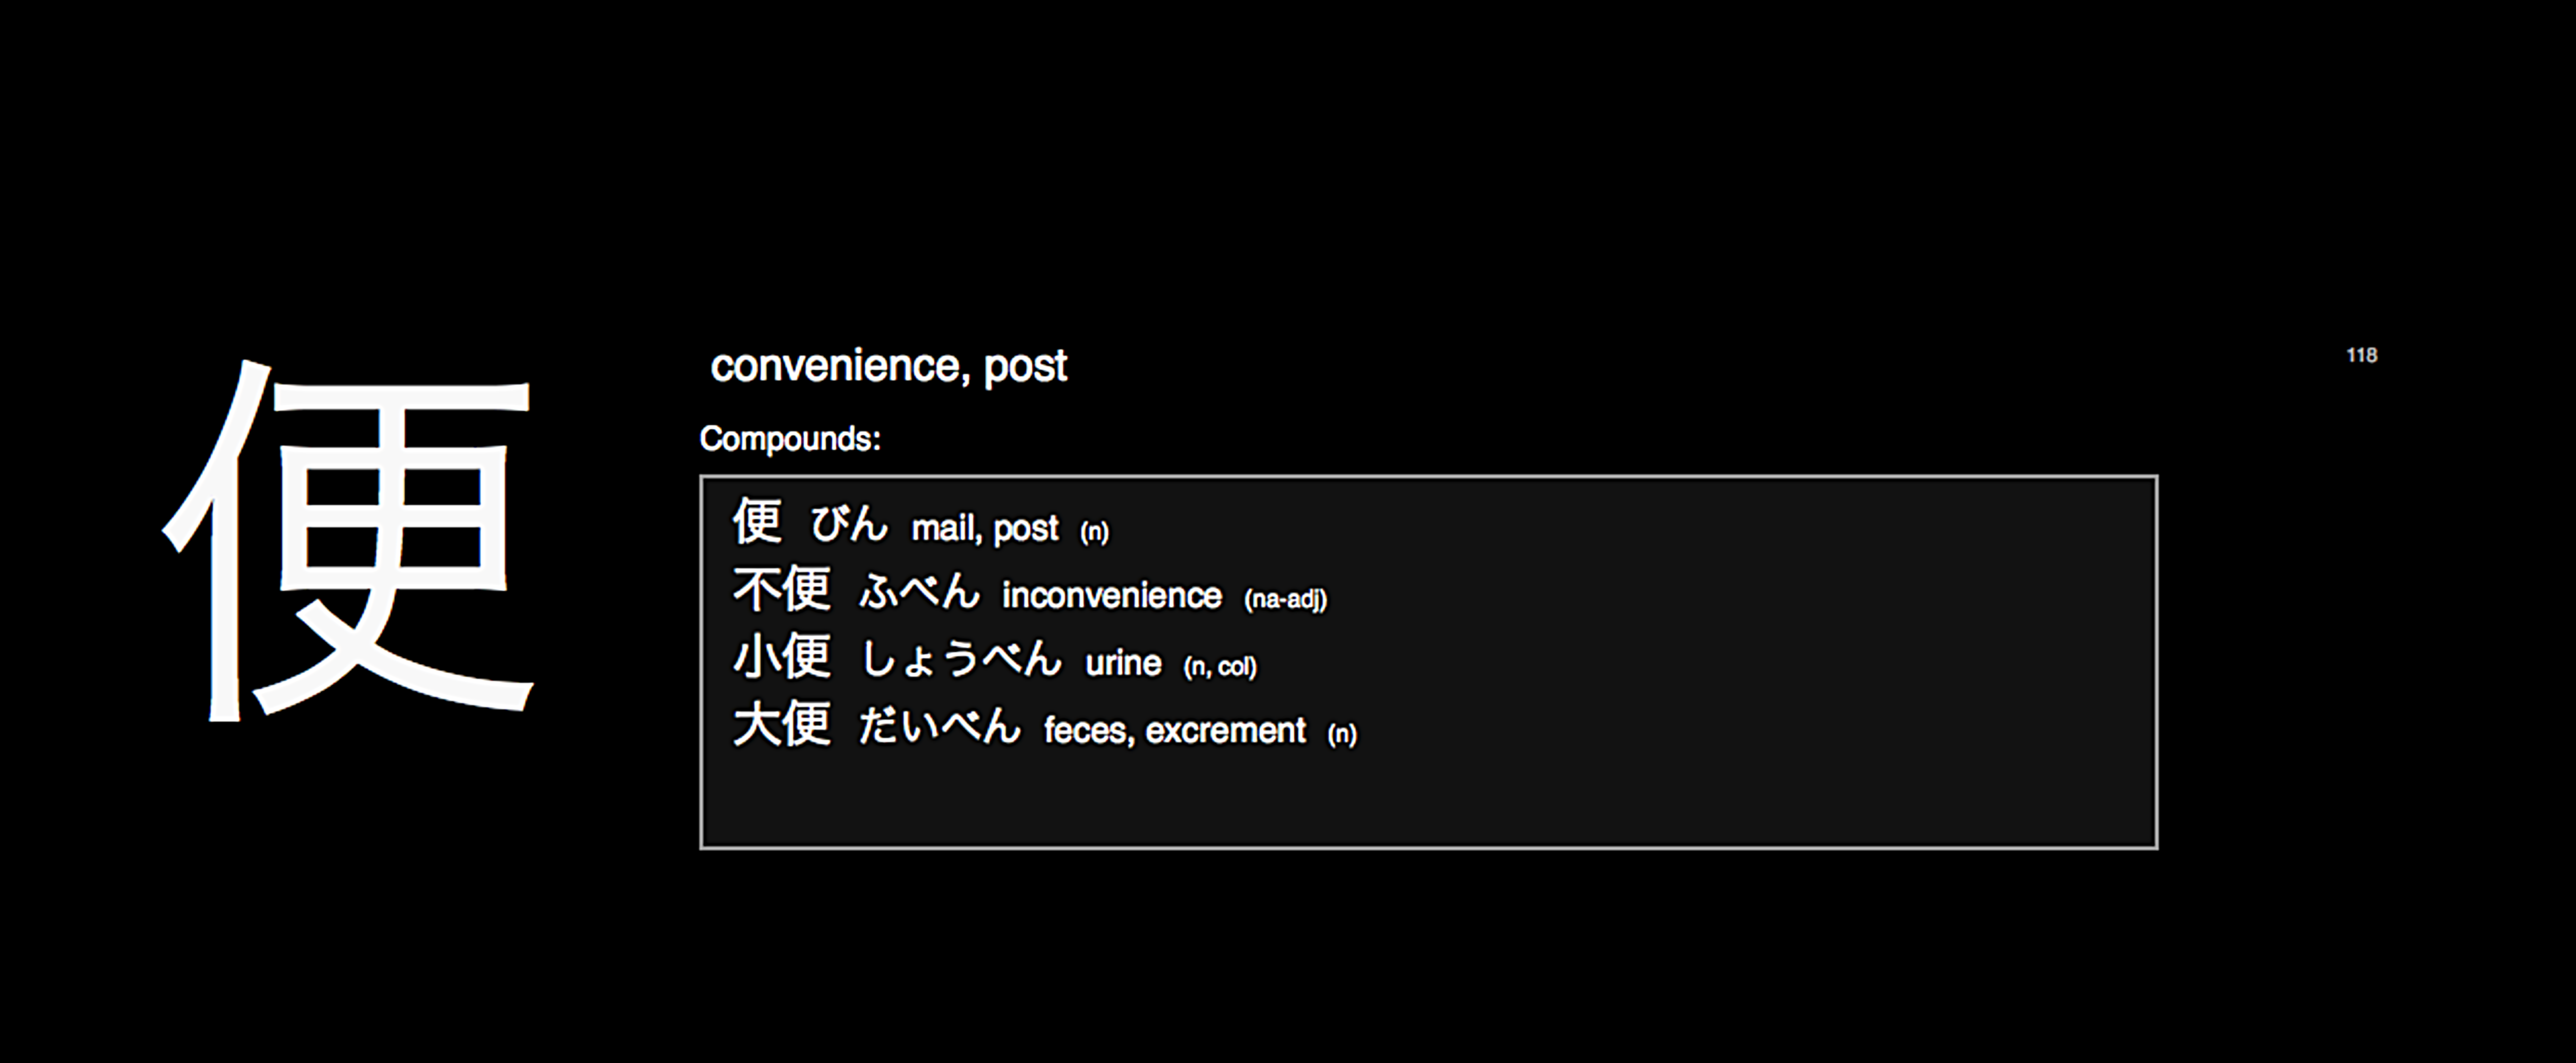 便
convenience, post
118
Compounds:
便 びん mail, post (n)
不便 ふべん inconvenience (na-adj)
小便 しょうべん urine (n, col)
大便 だいべん feces, excrement (n)